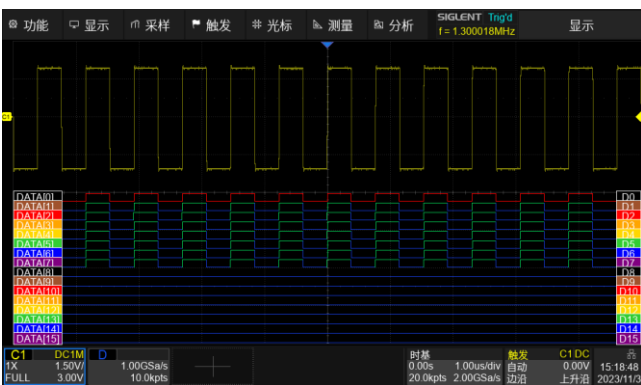 功能 显示 采样 触发 光标 测量 分析 SIGLENT Trig'd 显示
f = 1.300018MHz
C1
DATA[0] D0
DATA[1] D1
DATA[2] D2
DATA[3] D3
DATA[4] D4
DATA[5] D5
DATA[6] D6
DATA[7] D7
DATA[8] D8
DATA[9] D9
DATA[10] D10
DATA[11] D11
DATA[12] D12
DATA[13] D13
DATA[14] D14
DATA[15] D15
C1 DC1M D 时基 触发 C1 DC
1X 1.50V/ 1.00GSa/s 0.00s 1.00us/div 自动 0.00V 15:18:48
FULL 3.00V 10.0kpts 20.0kpts 2.00GSa/s 边沿 上升沿 2023/11/3